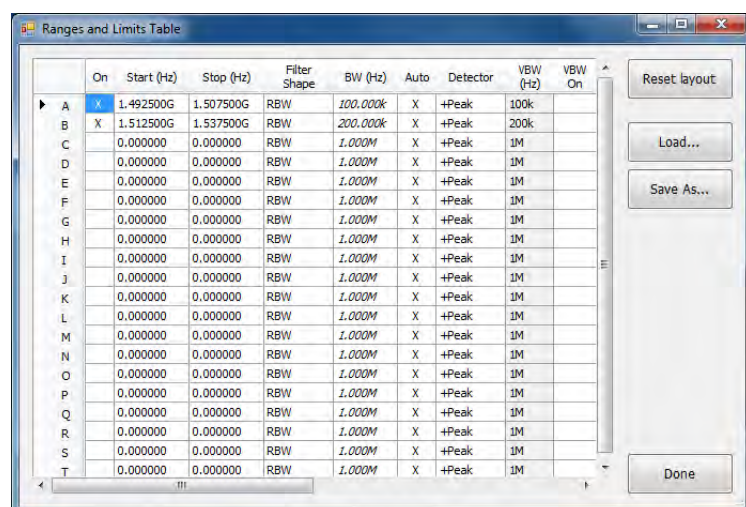 Ranges and Limits Table
On Start (Hz) Stop (Hz) Filter Shape BW (Hz) Auto Detector VBW (Hz) VBW On
A X 1.492500G 1.507500G RBW 100.000k X +Peak 100k
B X 1.512500G 1.537500G RBW 200.000k X +Peak 200k
C 0.000000 0.000000 RBW 1.000M X +Peak 1M
D 0.000000 0.000000 RBW 1.000M X +Peak 1M
E 0.000000 0.000000 RBW 1.000M X +Peak 1M
F 0.000000 0.000000 RBW 1.000M X +Peak 1M
G 0.000000 0.000000 RBW 1.000M X +Peak 1M
H 0.000000 0.000000 RBW 1.000M X +Peak 1M
I 0.000000 0.000000 RBW 1.000M X +Peak 1M
J 0.000000 0.000000 RBW 1.000M X +Peak 1M
K 0.000000 0.000000 RBW 1.000M X +Peak 1M
L 0.000000 0.000000 RBW 1.000M X +Peak 1M
M 0.000000 0.000000 RBW 1.000M X +Peak 1M
N 0.000000 0.000000 RBW 1.000M X +Peak 1M
O 0.000000 0.000000 RBW 1.000M X +Peak 1M
P 0.000000 0.000000 RBW 1.000M X +Peak 1M
Q 0.000000 0.000000 RBW 1.000M X +Peak 1M
R 0.000000 0.000000 RBW 1.000M X +Peak 1M
S 0.000000 0.000000 RBW 1.000M X +Peak 1M
T 0.000000 0.000000 RBW 1.000M X +Peak 1M
Reset layout
Load...
Save As...
Done